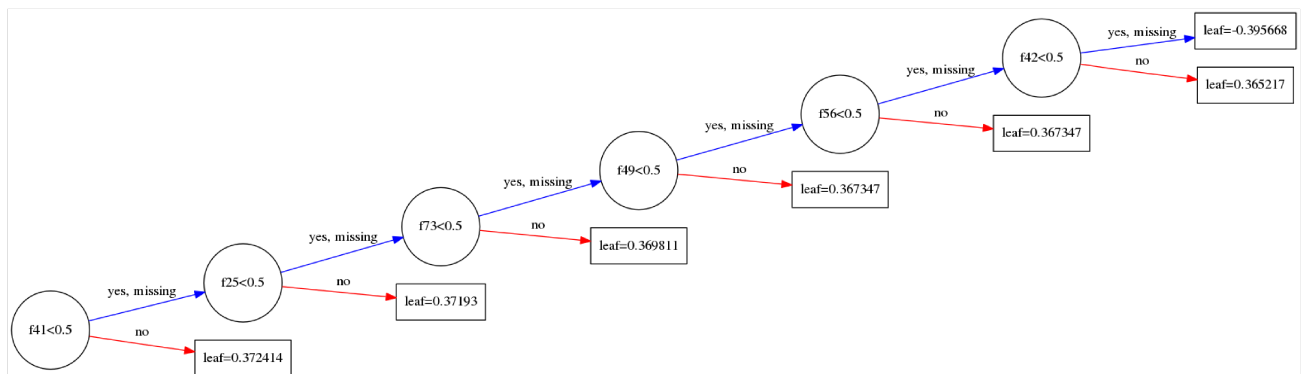 f41<0.5
yes, missing
no
f25<0.5
leaf=0.372414
yes, missing
no
f73<0.5
leaf=0.37193
yes, missing
no
f49<0.5
leaf=0.369811
yes, missing
no
f56<0.5
leaf=0.367347
yes, missing
no
f42<0.5
leaf=0.367347
yes, missing
no
leaf=-0.395668
leaf=0.365217